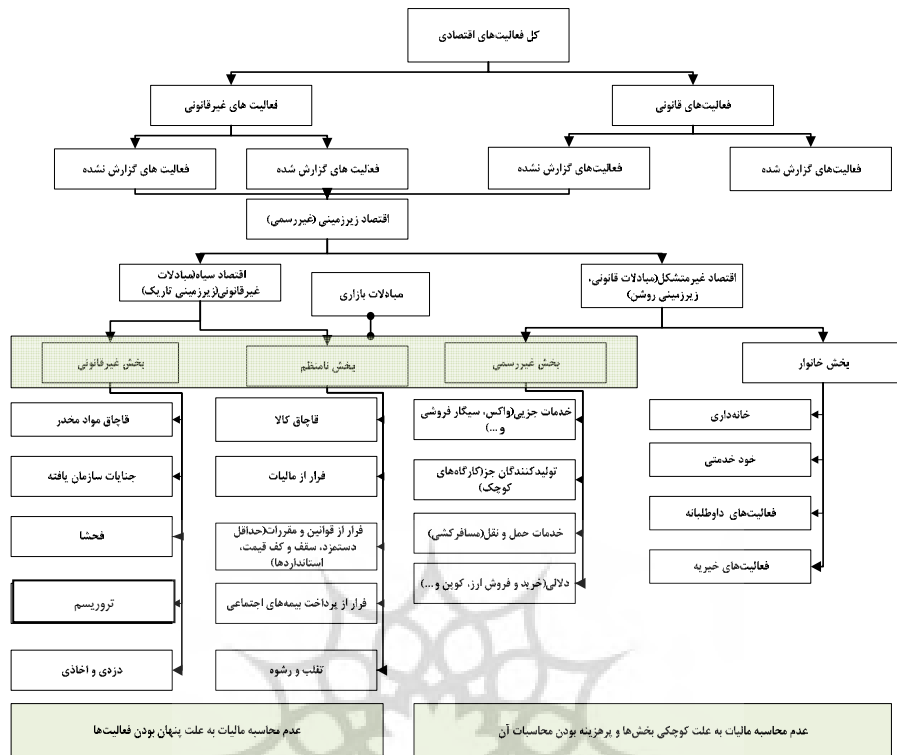 کل فعالیت‌های اقتصادی
فعالیت‌های قانونی
فعالیت های غیرقانونی
فعالیت‌های گزارش شده
فعالیت‌های گزارش نشده
فعالیت های گزارش شده
فعالیت های گزارش نشده
اقتصاد زیرزمینی (غیررسمی)
اقتصاد غیرمتشکل(مبادلات قانونی،
زیرزمینی روشن)
اقتصاد سیاه(مبادلات
غیرقانونی(زیرزمینی تاریک)
مبادلات بازاری
بخش خانوار
بخش غیررسمی
بخش نامنظم
بخش غیرقانونی
خانه‌داری
خود خدمتی
فعالیت‌های داوطلبانه
فعالیت‌های خیریه
خدمات جزیی(واکس، سیگار فروشی
و ...)
تولیدکنندگان جز(کارگاه‌های
کوچک)
خدمات حمل و نقل(مسافرکشی)
دلالی(خرید و فروش ارز، کوپن و...)
قاچاق کالا
فرار از مالیات
فرار از قوانین و مقررات(حداقل
دستمزد، سقف و کف قیمت،
استانداردها)
فرار از پرداخت بیمه‌های اجتماعی
تقلب و رشوه
قاچاق مواد مخدر
جنایات سازمان یافته
فحشا
تروریسم
دزدی و اخاذی
عدم محاسبه مالیات به علت کوچکی بخش‌ها و پرهزینه بودن محاسبات آن
عدم محاسبه مالیات به علت پنهان بودن فعالیت‌ها